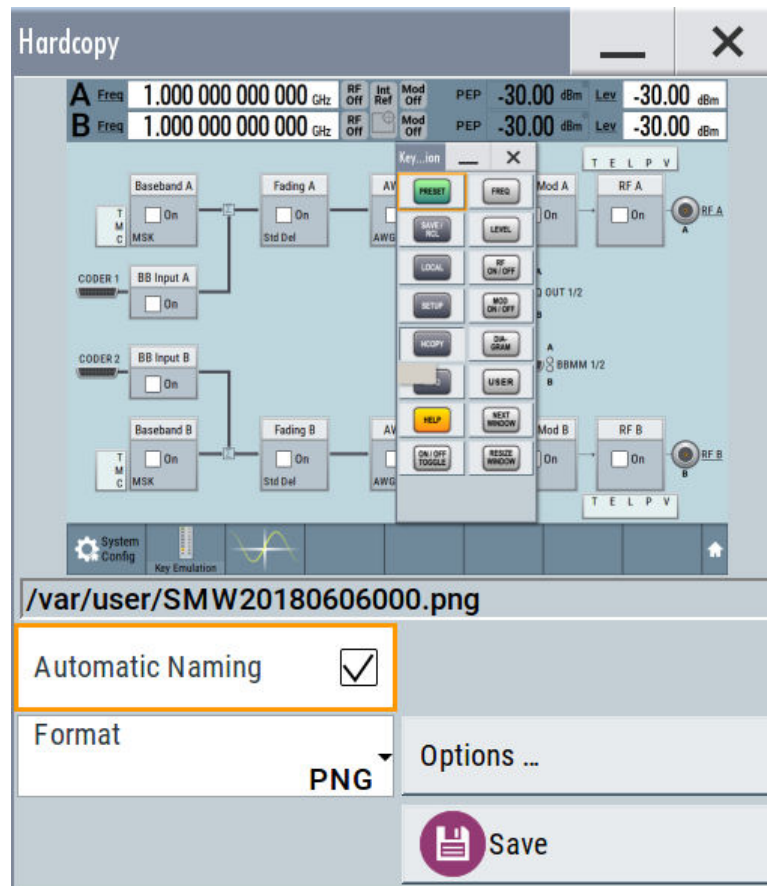 Hardcopy
A Freq 1.000 000 000 000 GHz RF Off Int Ref Mod Off PEP -30.00 dBm Lev -30.00 dBm
B Freq 1.000 000 000 000 GHz RF Off Mod Off PEP -30.00 dBm Lev -30.00 dBm
Key...ion
T E L P V
Baseband A Fading A AW Mod A RF A
PRESET FREQ
T M C On On On On RF A
MSK Std Del AWG A
SAVE/ RCL LEVEL
CODER 1 BB Input A
LOCAL RF ON/OFF A
On
SETUP MOD ON/OFF OUT 1/2
B
HCOPY DIA- GRAM A
CODER 2 BB Input B
BBMM 1/2
On
USER B
HELP NEXT WINDOW
Baseband B Fading B AW Mod B RF B
T M C On On On On RF B
ON/OFF TOGGLE RESIZE WINDOW
MSK Std Del AWG B
T E L P V
System Config Key Emulation
/var/user/SMW20180606000.png
Automatic Naming
Format
PNG
Options ...
Save